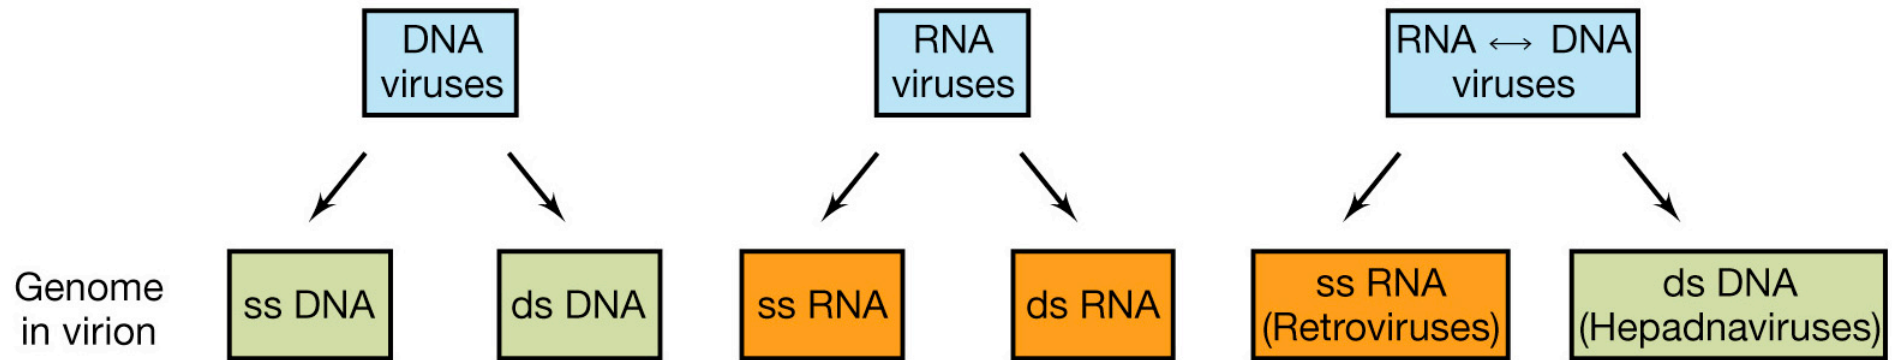 DNA
viruses
RNA
viruses
RNA ↔ DNA
viruses
Genome
in virion
ss DNA
ds DNA
ss RNA
ds RNA
ss RNA
(Retroviruses)
ds DNA
(Hepadnaviruses)